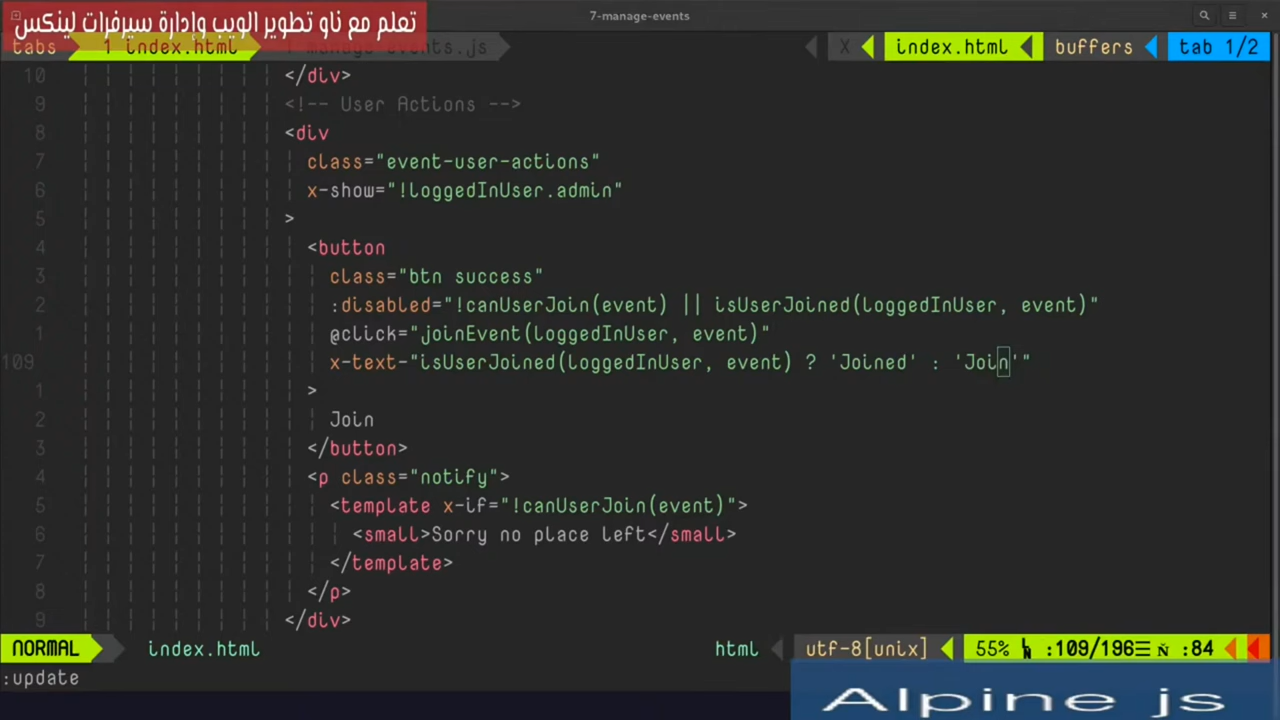 7-manage-events
تعلم مع ناو تطوير الويب وإدارة سيرفرات لينكس
tabs 1 index.html 1 manage-events.js X index.html buffers tab 1/2
10 </div>
9 <!-- User Actions -->
8 <div
7 class="event-user-actions"
6 x-show="!loggedInUser.admin"
5 >
4 <button
3 class="btn success"
2 :disabled="!canUserJoin(event) || isUserJoined(loggedInUser, event)"
1 @click="joinEvent(loggedInUser, event)"
109 x-text-"isUserJoined(loggedInUser, event) ? 'Joined' : 'Join'"
1 >
2 Join
3 </button>
4 <p class="notify">
5 <template x-if="!canUserJoin(event)">
6 <small>Sorry no place left</small>
7 </template>
8 </p>
9 </div>
NORMAL index.html html utf-8[unix] 55% :109/196 :84
:update
Alpine js